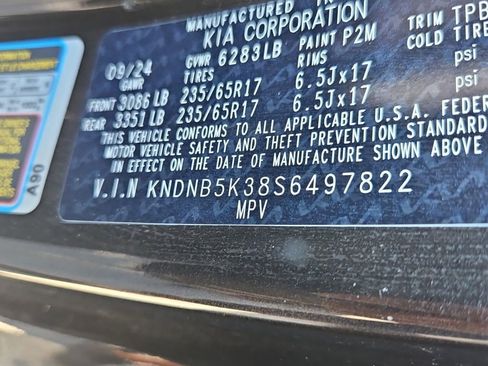 MANUFACTURED
KIA CORPORATION
09/24 GVWR 6283LB PAINT P2M TRIM TPB
GAWR TIRES RIMS COLD TIRE
FRONT 3086 LB 235/65R17 6.5Jx17 psi
REAR 3351 LB 235/65R17 6.5Jx17 psi
THIS VEHICLE CONFORMS TO ALL APPLICABLE U.S.A. FEDER
MOTOR VEHICLE SAFETY AND THEFT PREVENTION STANDARD
IN EFFECT ON THE DATE OF MANUFACTURE SHOWN ABOVE
V.I.N KNDNB5K38S6497822
MPV
A90